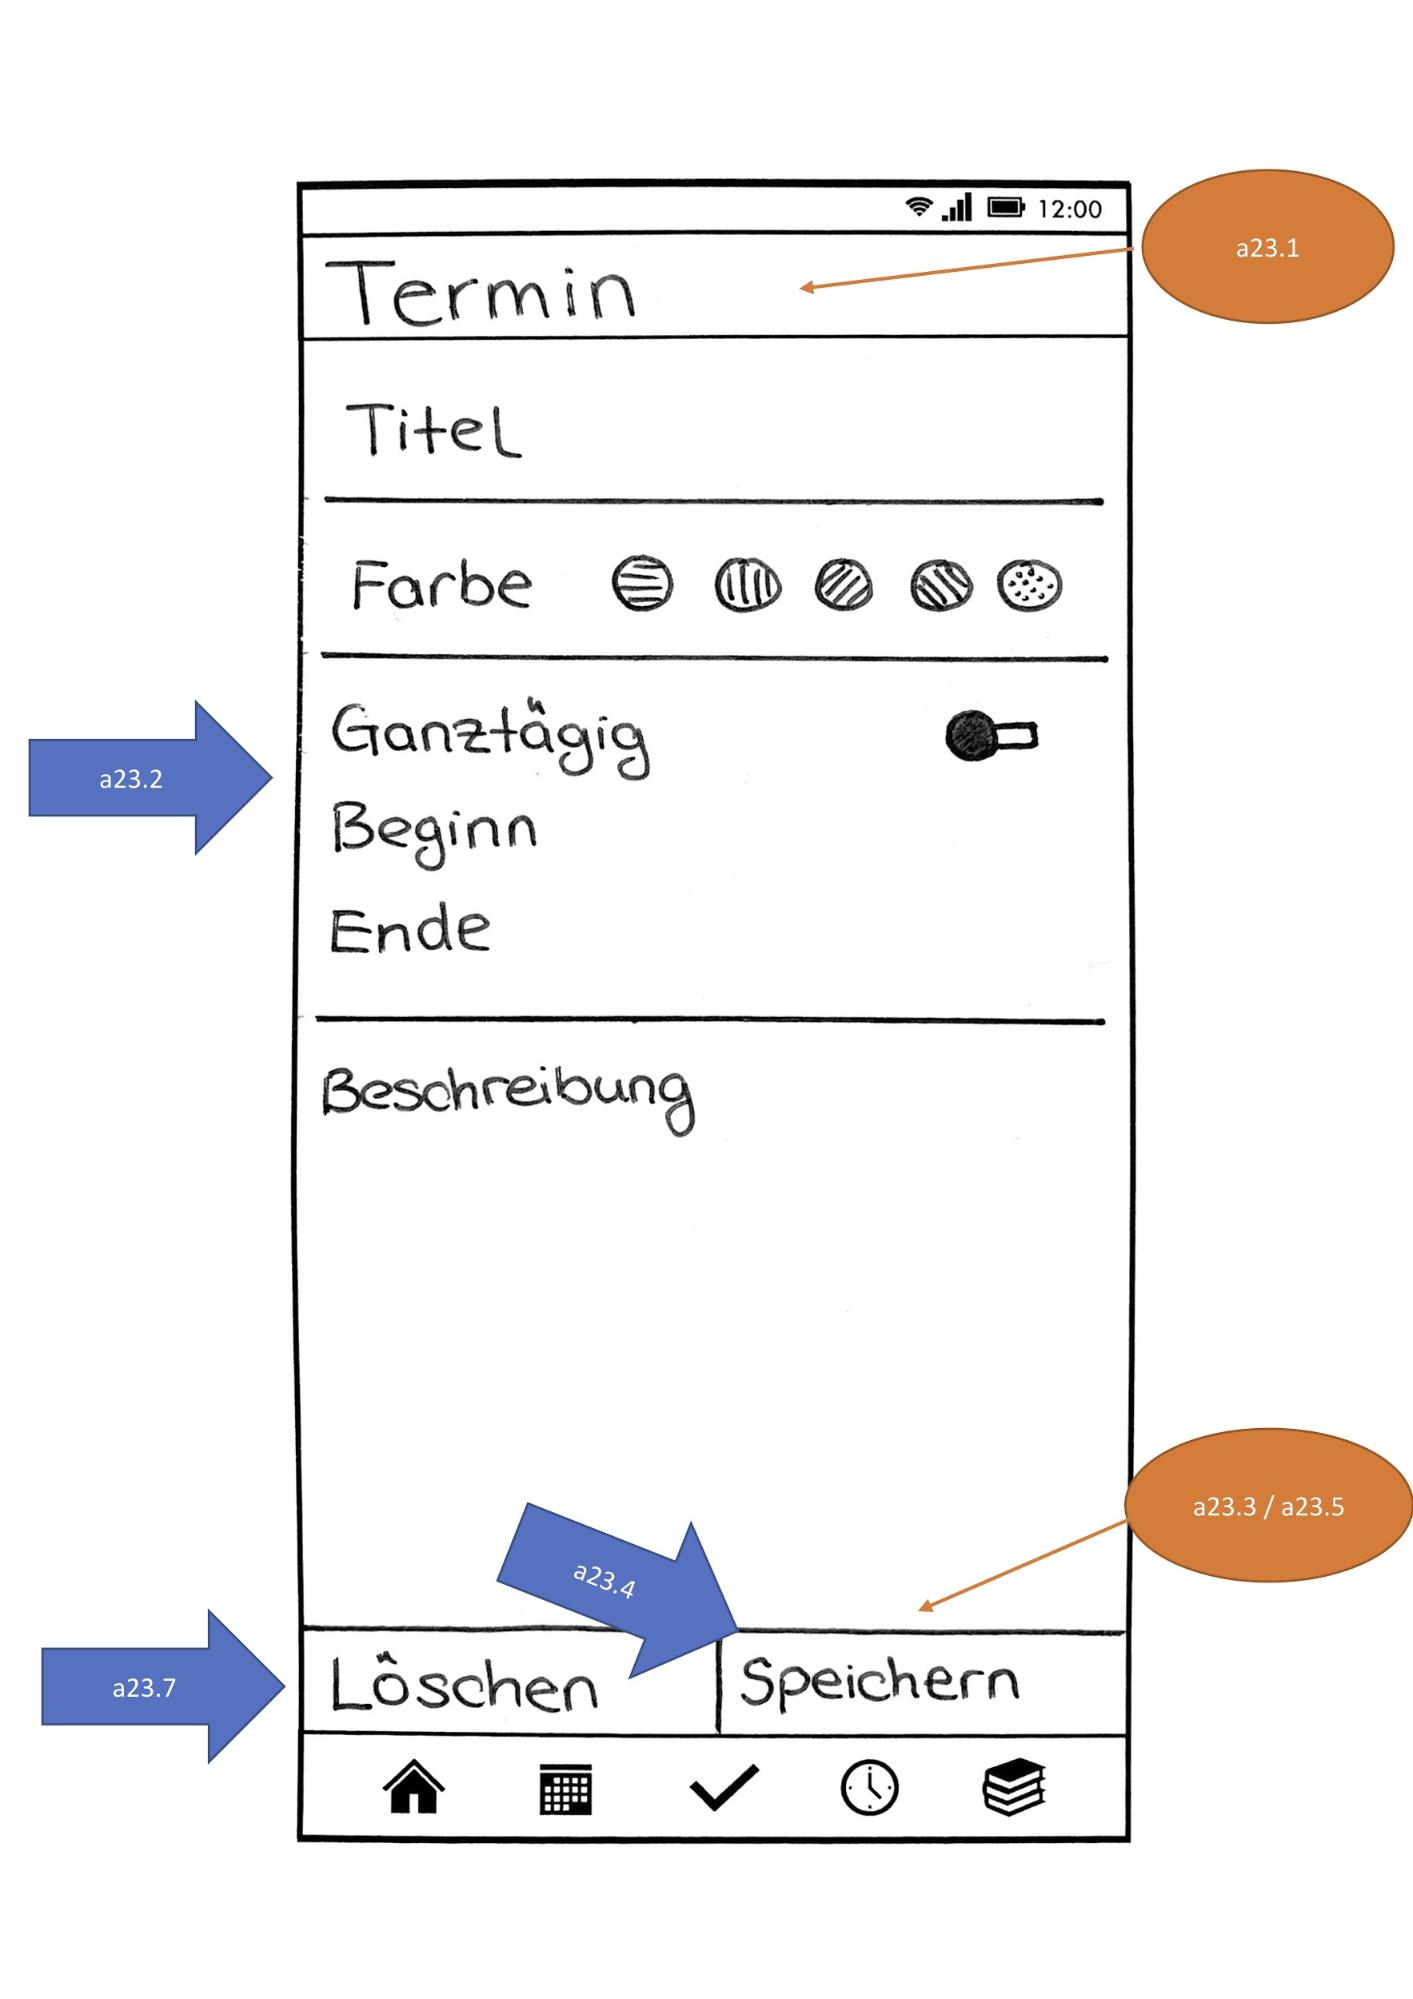 12:00
a23.1
Termin
Titel
Farbe
Ganztägig
a23.2
Beginn
Ende
Beschreibung
a23.3 / a23.5
a23.4
a23.7
Löschen
Speichern